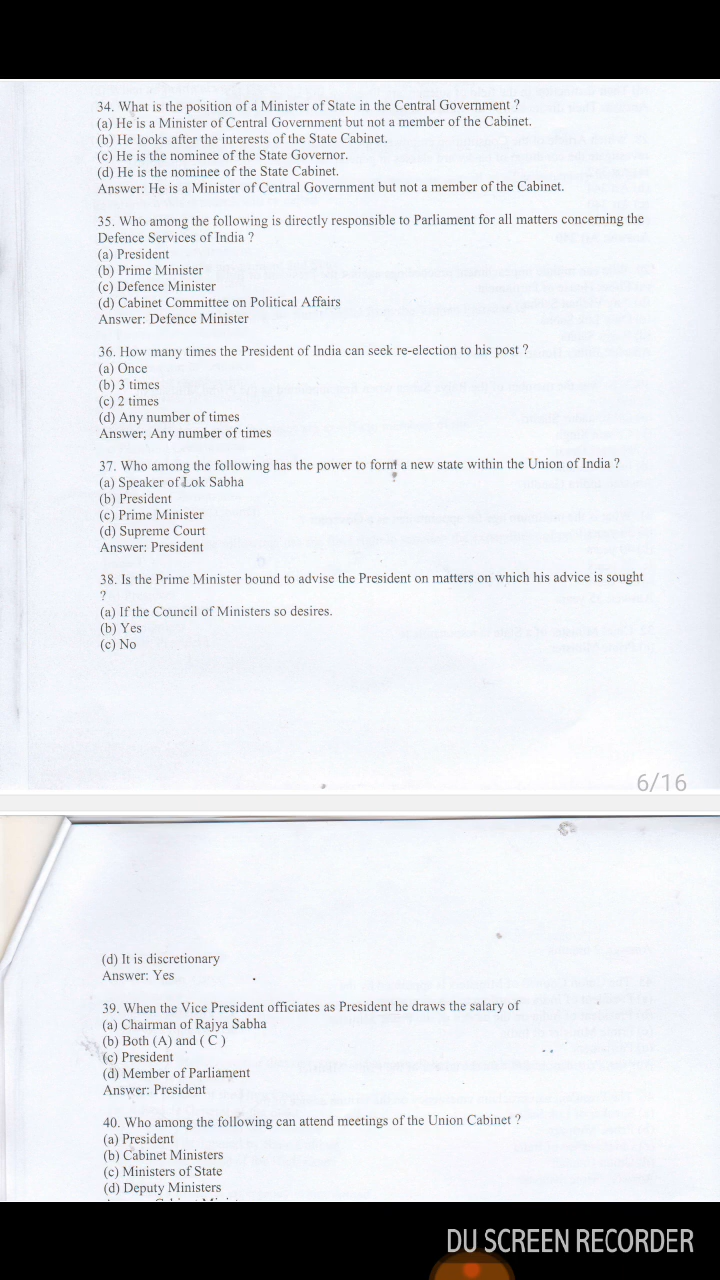 34. What is the position of a Minister of State in the Central Government ?
(a) He is a Minister of Central Government but not a member of the Cabinet.
(b) He looks after the interests of the State Cabinet.
(c) He is the nominee of the State Governor.
(d) He is the nominee of the State Cabinet.
Answer: He is a Minister of Central Government but not a member of the Cabinet.
35. Who among the following is directly responsible to Parliament for all matters concerning the
Defence Services of India ?
(a) President
(b) Prime Minister
(c) Defence Minister
(d) Cabinet Committee on Political Affairs
Answer: Defence Minister
36. How many times the President of India can seek re-election to his post ?
(a) Once
(b) 3 times
(c) 2 times
(d) Any number of times
Answer: Any number of times
37. Who among the following has the power to form a new state within the Union of India ?
(a) Speaker of Lok Sabha
(b) President
(c) Prime Minister
(d) Supreme Court
Answer: President
38. Is the Prime Minister bound to advise the President on matters on which his advice is sought
?
(a) If the Council of Ministers so desires.
(b) Yes
(c) No
6/16
(d) It is discretionary
Answer: Yes
39. When the Vice President officiates as President he draws the salary of
(a) Chairman of Rajya Sabha
(b) Both (A) and ( C )
(c) President
(d) Member of Parliament
Answer: President
40. Who among the following can attend meetings of the Union Cabinet ?
(a) President
(b) Cabinet Ministers
(c) Ministers of State
(d) Deputy Ministers
DU SCREEN RECORDER